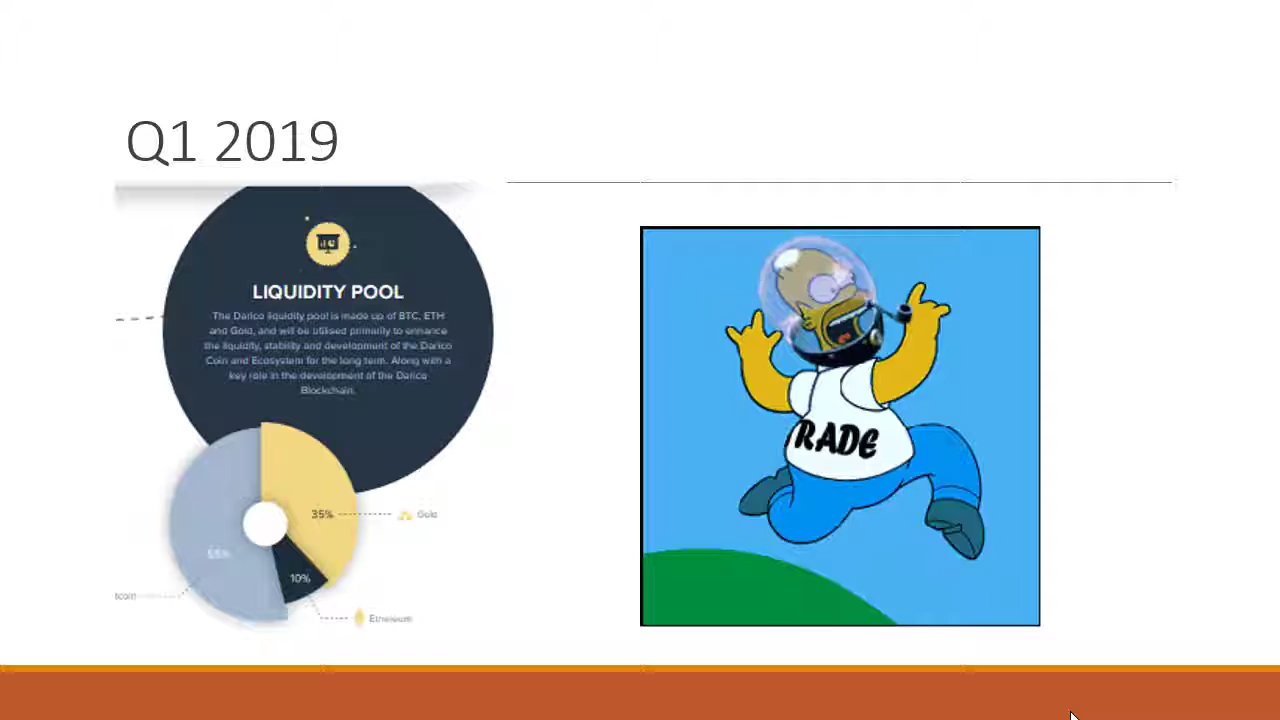 Q1 2019
LIQUIDITY POOL
The Darico liquidity pool is made up of BTC, ETH
and Gold, and will be utilised primarily to enhance
the liquidity, stability and development of the Darico
Coin and Ecosystem for the long term. Along with a
key role in the development of the Darico
Blockchain.
35%
Gold
55%
10%
tcoin
Ethereum
RADE